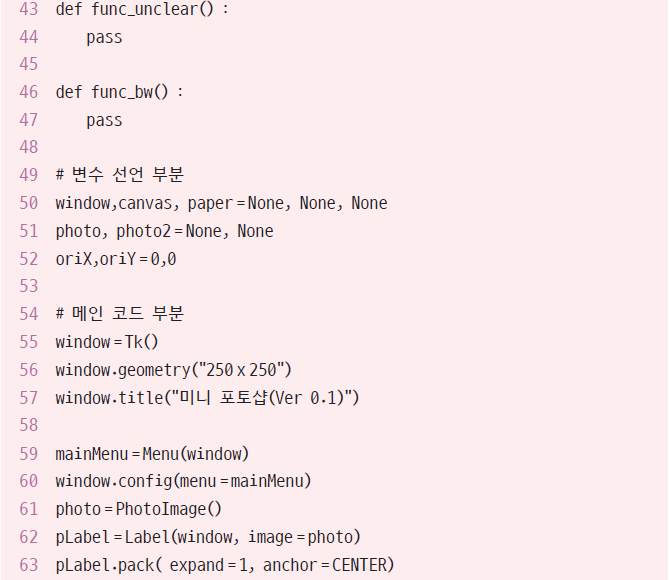 43 def func_unclear() :
44     pass
45
46 def func_bw() :
47     pass
48
49 # 변수 선언 부분
50 window,canvas, paper = None, None, None
51 photo, photo2 = None, None
52 oriX,oriY = 0,0
53
54 # 메인 코드 부분
55 window = Tk()
56 window.geometry("250 x 250")
57 window.title("미니 포토샵(Ver 0.1)")
58
59 mainMenu = Menu(window)
60 window.config(menu = mainMenu)
61 photo = PhotoImage()
62 pLabel = Label(window, image = photo)
63 pLabel.pack( expand = 1, anchor = CENTER)